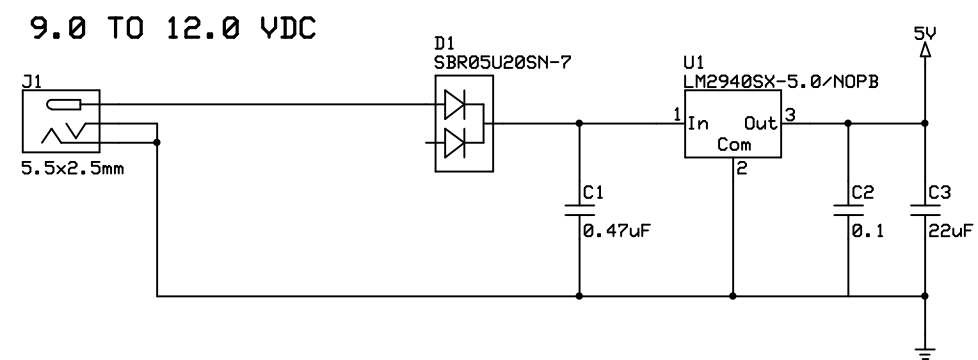 9.0 TO 12.0 VDC
J1
5.5x2.5mm
D1
SBR05U20SN-7
C1
0.47uF
U1
LM2940SX-5.0/NOPB
1
In
Out
3
Com
2
C2
0.1
5V
C3
22uF